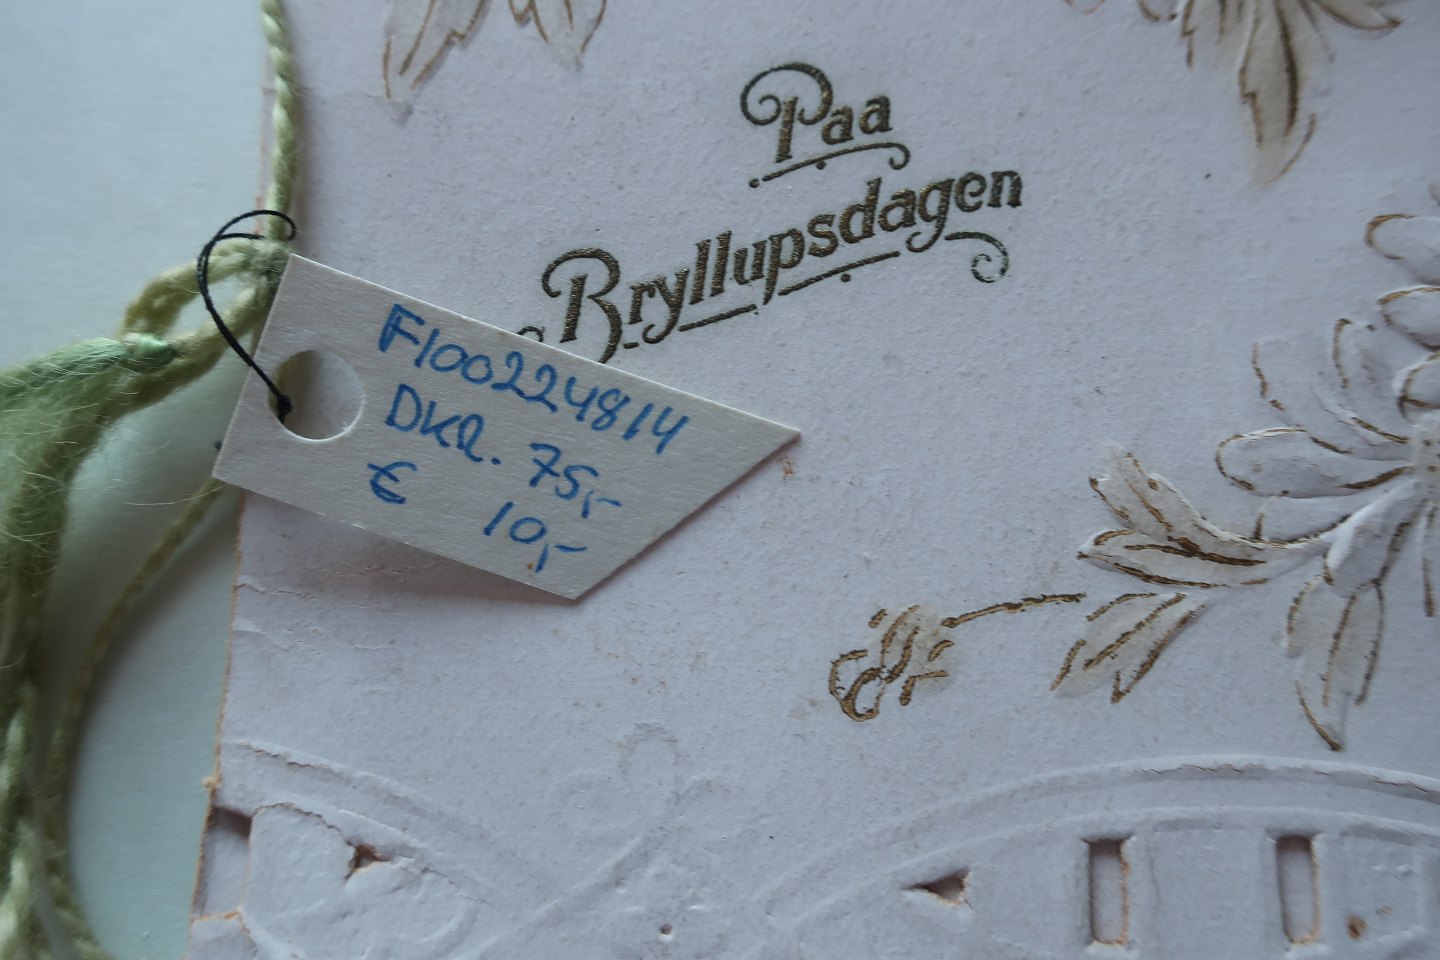 Paa
Bryllupsdagen
F100224814
DKR. 75,-
€ 10,-